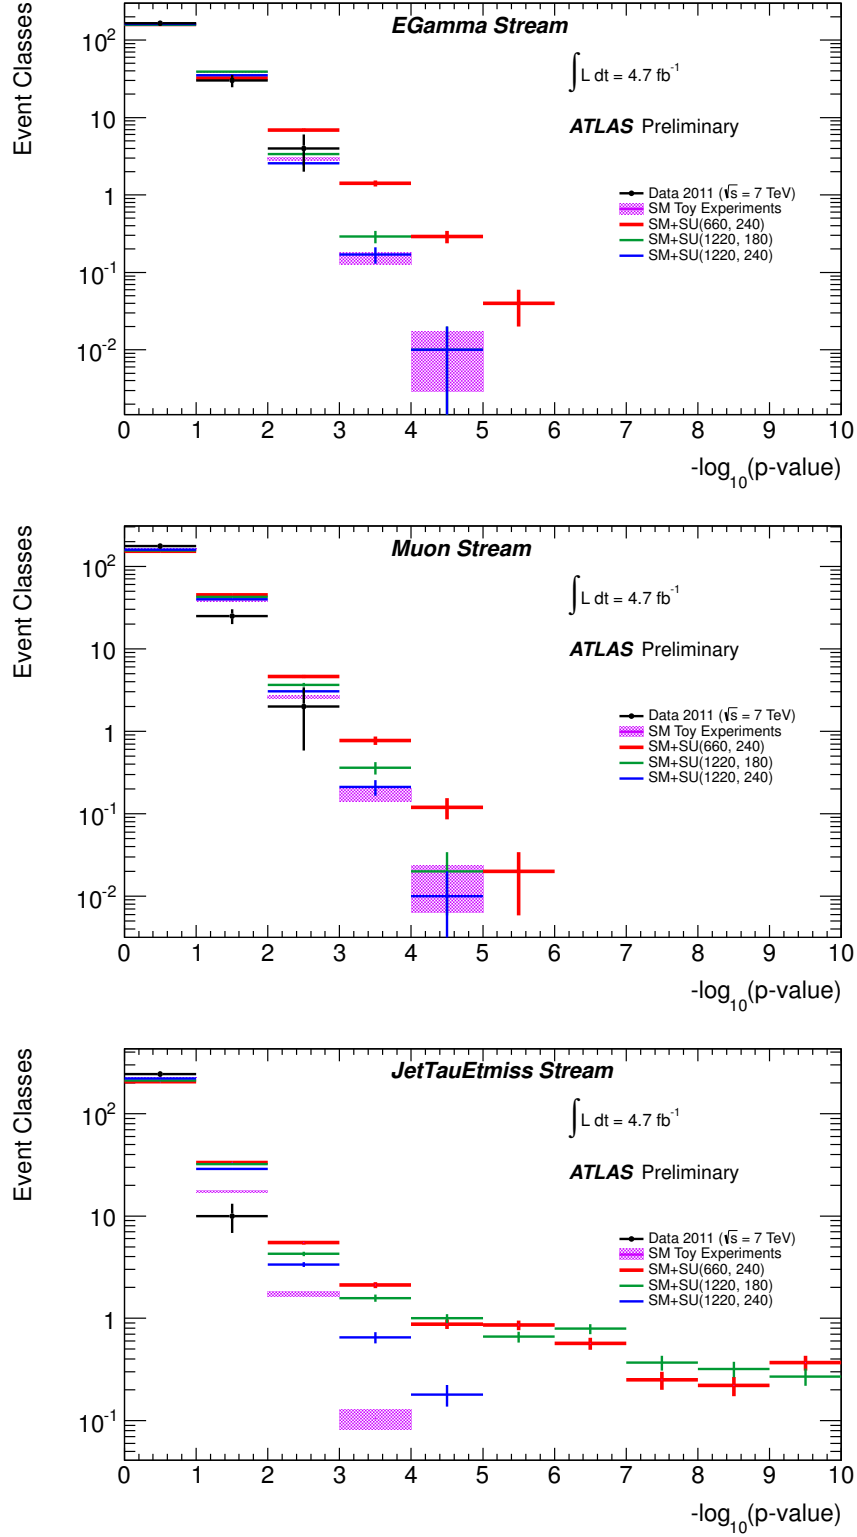 EGamma Stream
Event Classes
∫ L dt = 4.7 fb⁻¹
ATLAS Preliminary
Data 2011 (√s = 7 TeV)
SM Toy Experiments
SM+SU(660, 240)
SM+SU(1220, 180)
SM+SU(1220, 240)
10²
10
1
10⁻¹
10⁻²
0 1 2 3 4 5 6 7 8 9 10
-log₁₀(p-value)
Muon Stream
Event Classes
∫ L dt = 4.7 fb⁻¹
ATLAS Preliminary
Data 2011 (√s = 7 TeV)
SM Toy Experiments
SM+SU(660, 240)
SM+SU(1220, 180)
SM+SU(1220, 240)
10²
10
1
10⁻¹
10⁻²
0 1 2 3 4 5 6 7 8 9 10
-log₁₀(p-value)
JetTauEtmiss Stream
Event Classes
∫ L dt = 4.7 fb⁻¹
ATLAS Preliminary
Data 2011 (√s = 7 TeV)
SM Toy Experiments
SM+SU(660, 240)
SM+SU(1220, 180)
SM+SU(1220, 240)
10²
10
1
10⁻¹
0 1 2 3 4 5 6 7 8 9 10
-log₁₀(p-value)